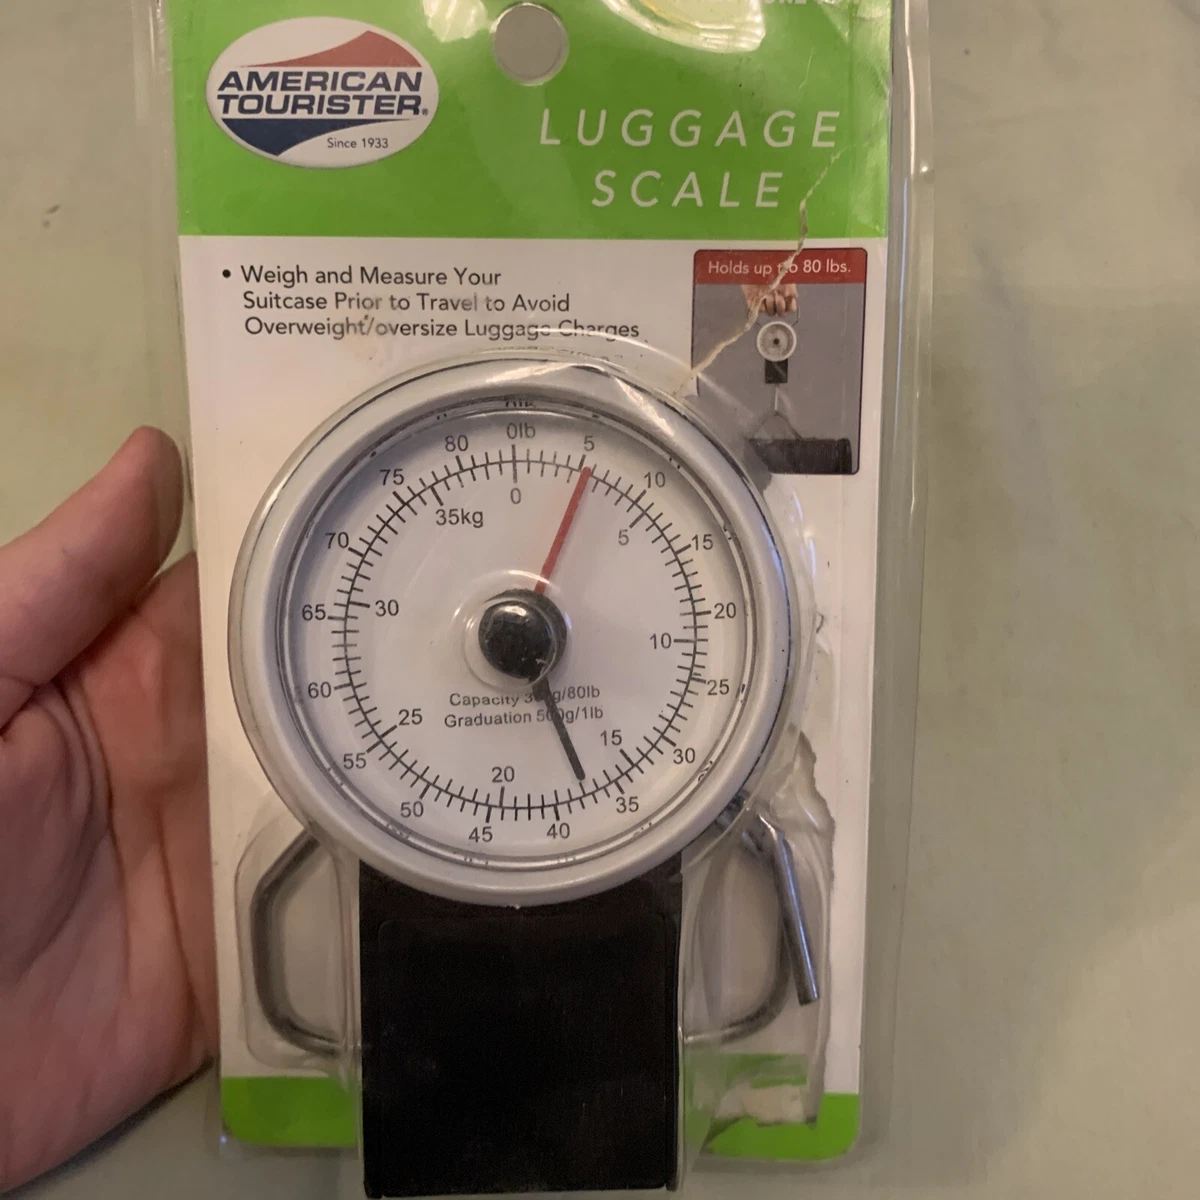 AMERICAN
TOURISTER®
Since 1933
LUGGAGE
SCALE
• Weigh and Measure Your
Suitcase Prior to Travel to Avoid
Overweight/oversize Luggage Charges
Holds up to 80 lbs.
0lb
5
10
15
20
25
30
35
40
45
50
55
60
65
70
75
80
0
5
10
15
20
25
30
35kg
Capacity 35kg/80lb
Graduation 500g/1lb